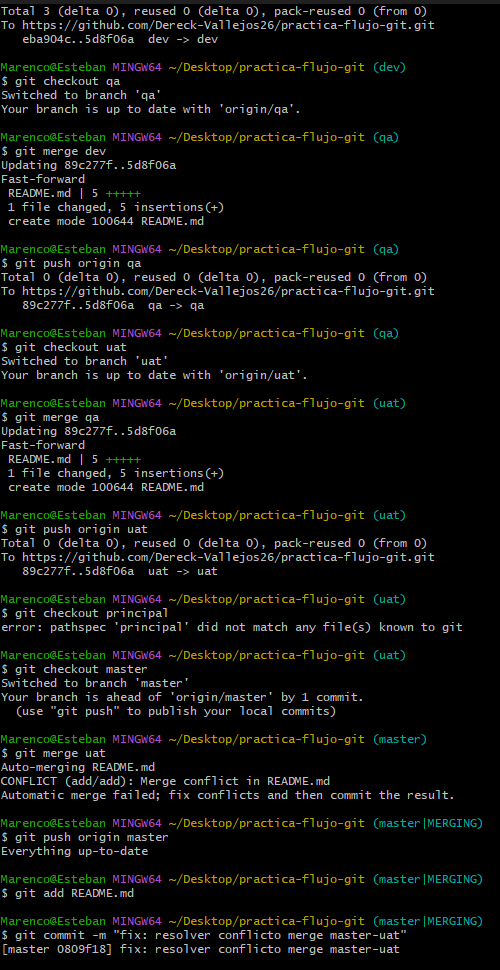 Total 3 (delta 0), reused 0 (delta 0), pack-reused 0 (from 0)
To https://github.com/Dereck-Vallejos26/practica-flujo-git.git
   eba904c..5d8f06a  dev -> dev
Marenco@Esteban MINGW64 ~/Desktop/practica-flujo-git (dev)
$ git checkout qa
Switched to branch 'qa'
Your branch is up to date with 'origin/qa'.
Marenco@Esteban MINGW64 ~/Desktop/practica-flujo-git (qa)
$ git merge dev
Updating 89c277f..5d8f06a
Fast-forward
 README.md | 5 +++++
 1 file changed, 5 insertions(+)
 create mode 100644 README.md
Marenco@Esteban MINGW64 ~/Desktop/practica-flujo-git (qa)
$ git push origin qa
Total 0 (delta 0), reused 0 (delta 0), pack-reused 0 (from 0)
To https://github.com/Dereck-Vallejos26/practica-flujo-git.git
   89c277f..5d8f06a  qa -> qa
Marenco@Esteban MINGW64 ~/Desktop/practica-flujo-git (qa)
$ git checkout uat
Switched to branch 'uat'
Your branch is up to date with 'origin/uat'.
Marenco@Esteban MINGW64 ~/Desktop/practica-flujo-git (uat)
$ git merge qa
Updating 89c277f..5d8f06a
Fast-forward
 README.md | 5 +++++
 1 file changed, 5 insertions(+)
 create mode 100644 README.md
Marenco@Esteban MINGW64 ~/Desktop/practica-flujo-git (uat)
$ git push origin uat
Total 0 (delta 0), reused 0 (delta 0), pack-reused 0 (from 0)
To https://github.com/Dereck-Vallejos26/practica-flujo-git.git
   89c277f..5d8f06a  uat -> uat
Marenco@Esteban MINGW64 ~/Desktop/practica-flujo-git (uat)
$ git checkout principal
error: pathspec 'principal' did not match any file(s) known to git
Marenco@Esteban MINGW64 ~/Desktop/practica-flujo-git (uat)
$ git checkout master
Switched to branch 'master'
Your branch is ahead of 'origin/master' by 1 commit.
  (use "git push" to publish your local commits)
Marenco@Esteban MINGW64 ~/Desktop/practica-flujo-git (master)
$ git merge uat
Auto-merging README.md
CONFLICT (add/add): Merge conflict in README.md
Automatic merge failed; fix conflicts and then commit the result.
Marenco@Esteban MINGW64 ~/Desktop/practica-flujo-git (master|MERGING)
$ git push origin master
Everything up-to-date
Marenco@Esteban MINGW64 ~/Desktop/practica-flujo-git (master|MERGING)
$ git add README.md
Marenco@Esteban MINGW64 ~/Desktop/practica-flujo-git (master|MERGING)
$ git commit -m "fix: resolver conflicto merge master-uat"
[master 0809f18] fix: resolver conflicto merge master-uat